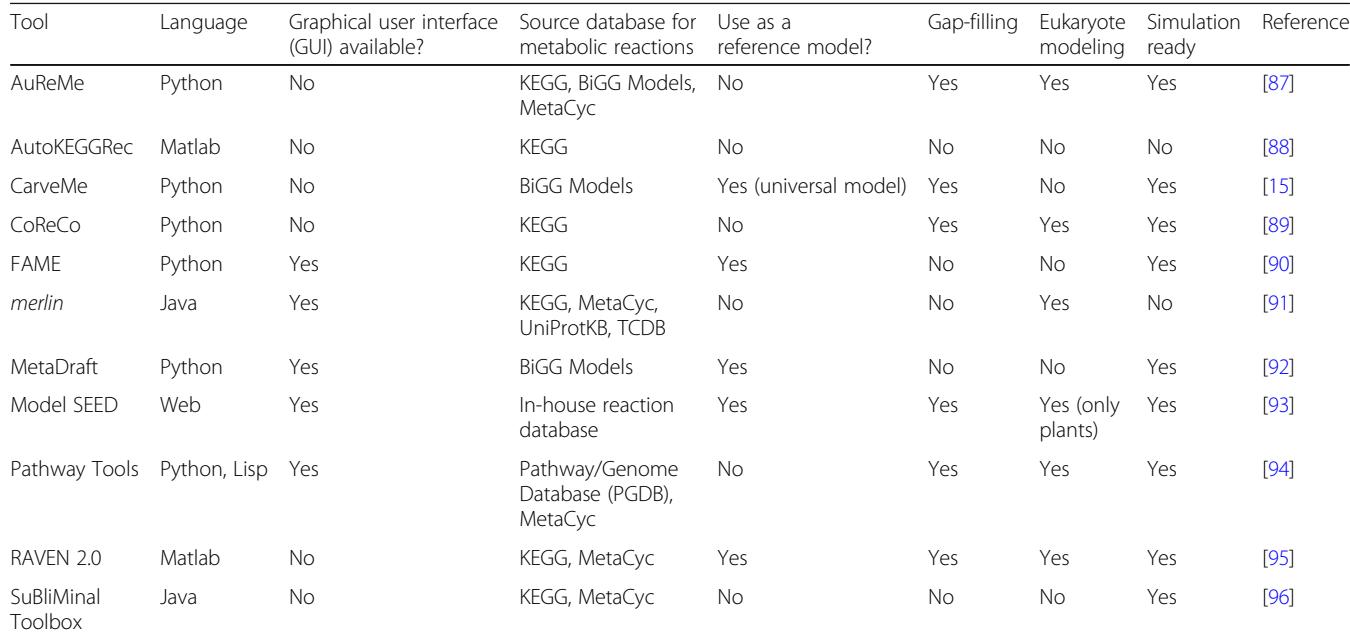 Tool Language Graphical user interface Source database for Use as a Gap-filling Eukaryote Simulation Reference
(GUI) available? metabolic reactions reference model? modeling ready
AuReMe Python No KEGG, BiGG Models, No Yes Yes Yes [87]
MetaCyc
AutoKEGGRec Matlab No KEGG No No No No [88]
CarveMe Python No BiGG Models Yes (universal model) Yes No Yes [15]
CoReCo Python No KEGG No Yes Yes Yes [89]
FAME Python Yes KEGG Yes No No Yes [90]
merlin Java Yes KEGG, MetaCyc, No No Yes No [91]
UniProtKB, TCDB
MetaDraft Python Yes BiGG Models Yes No No Yes [92]
Model SEED Web Yes In-house reaction Yes Yes Yes (only Yes [93]
database plants)
Pathway Tools Python, Lisp Yes Pathway/Genome No Yes Yes Yes [94]
Database (PGDB),
MetaCyc
RAVEN 2.0 Matlab No KEGG, MetaCyc Yes Yes Yes Yes [95]
SuBliMinal Java No KEGG, MetaCyc No No No Yes [96]
Toolbox